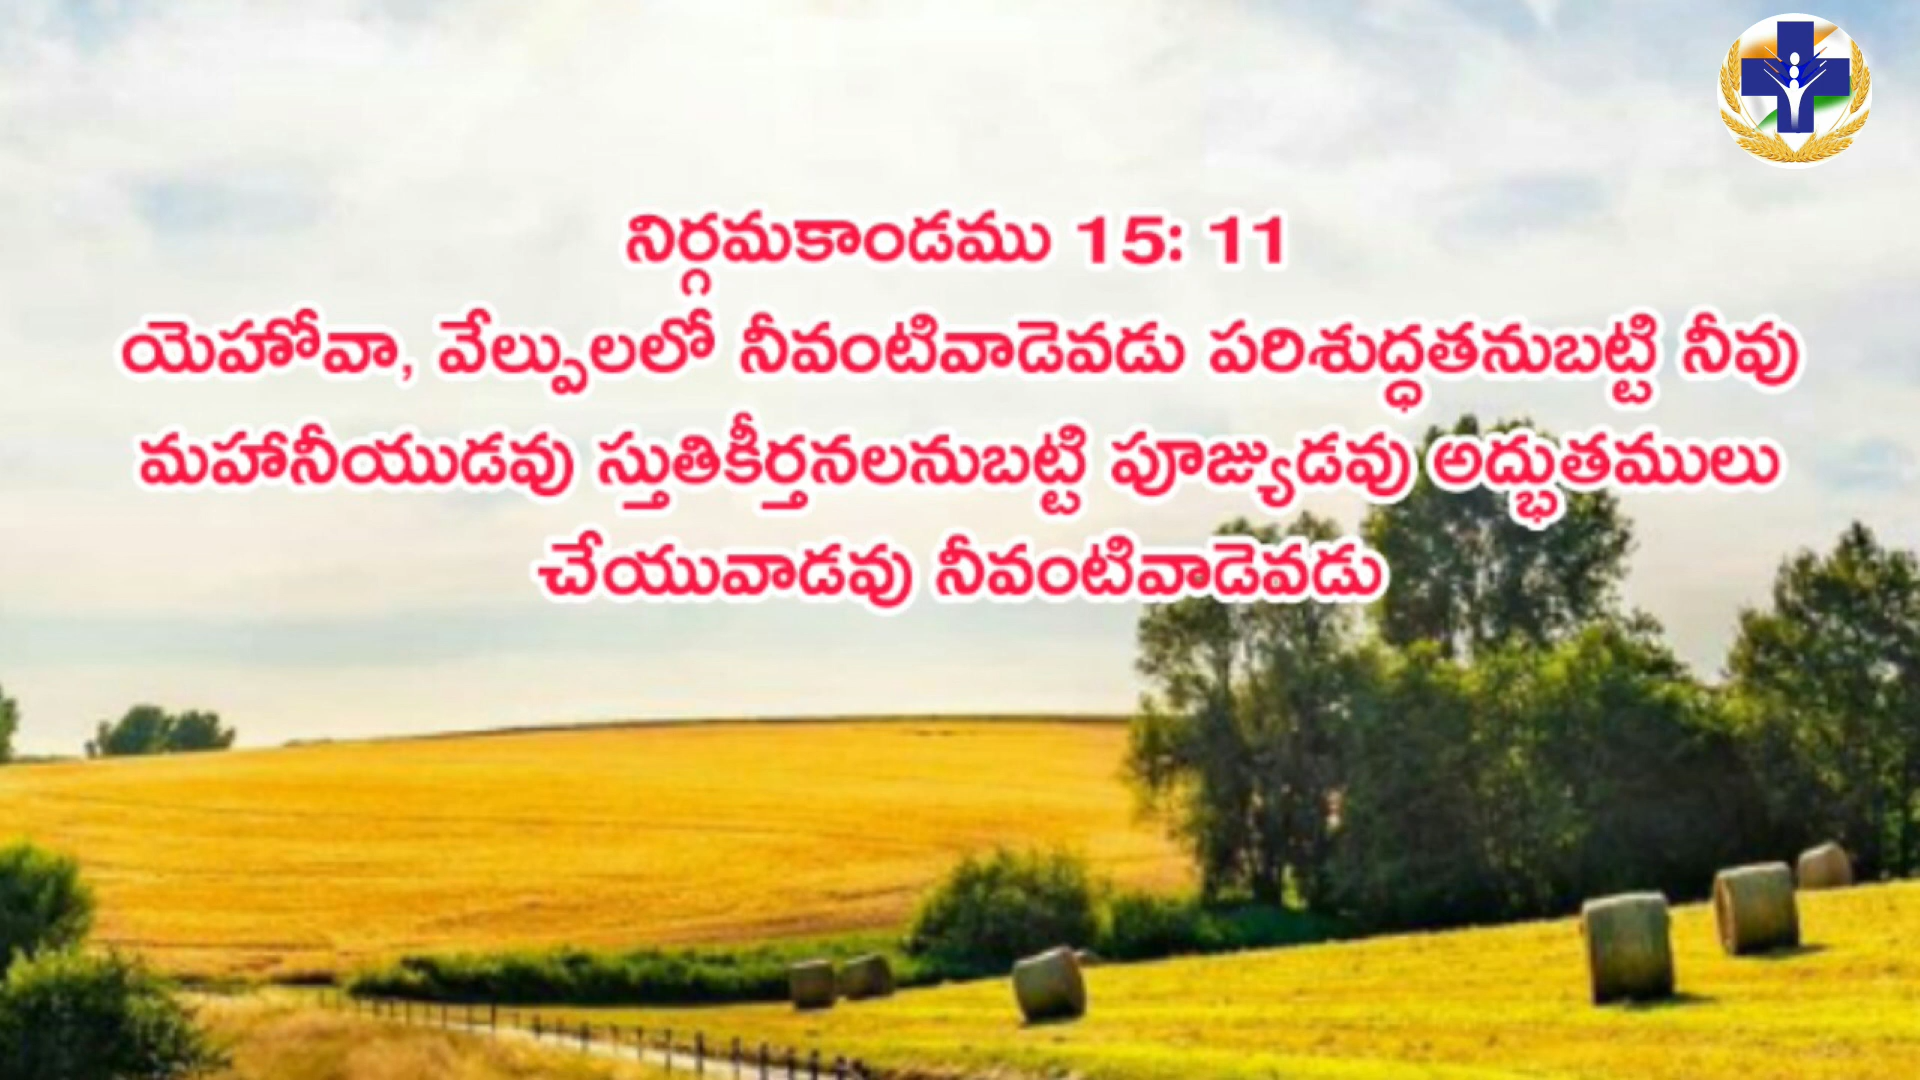 నిర్గమకాండము 15: 11
యెహోవా, వేల్పులలో నీవంటివాడెవడు పరిశుద్ధతనుబట్టి నీవు
మహానీయుడవు స్తుతికీర్తనలనుబట్టి పూజ్యుడవు అద్భుతములు
చేయువాడవు నీవంటివాడెవడు